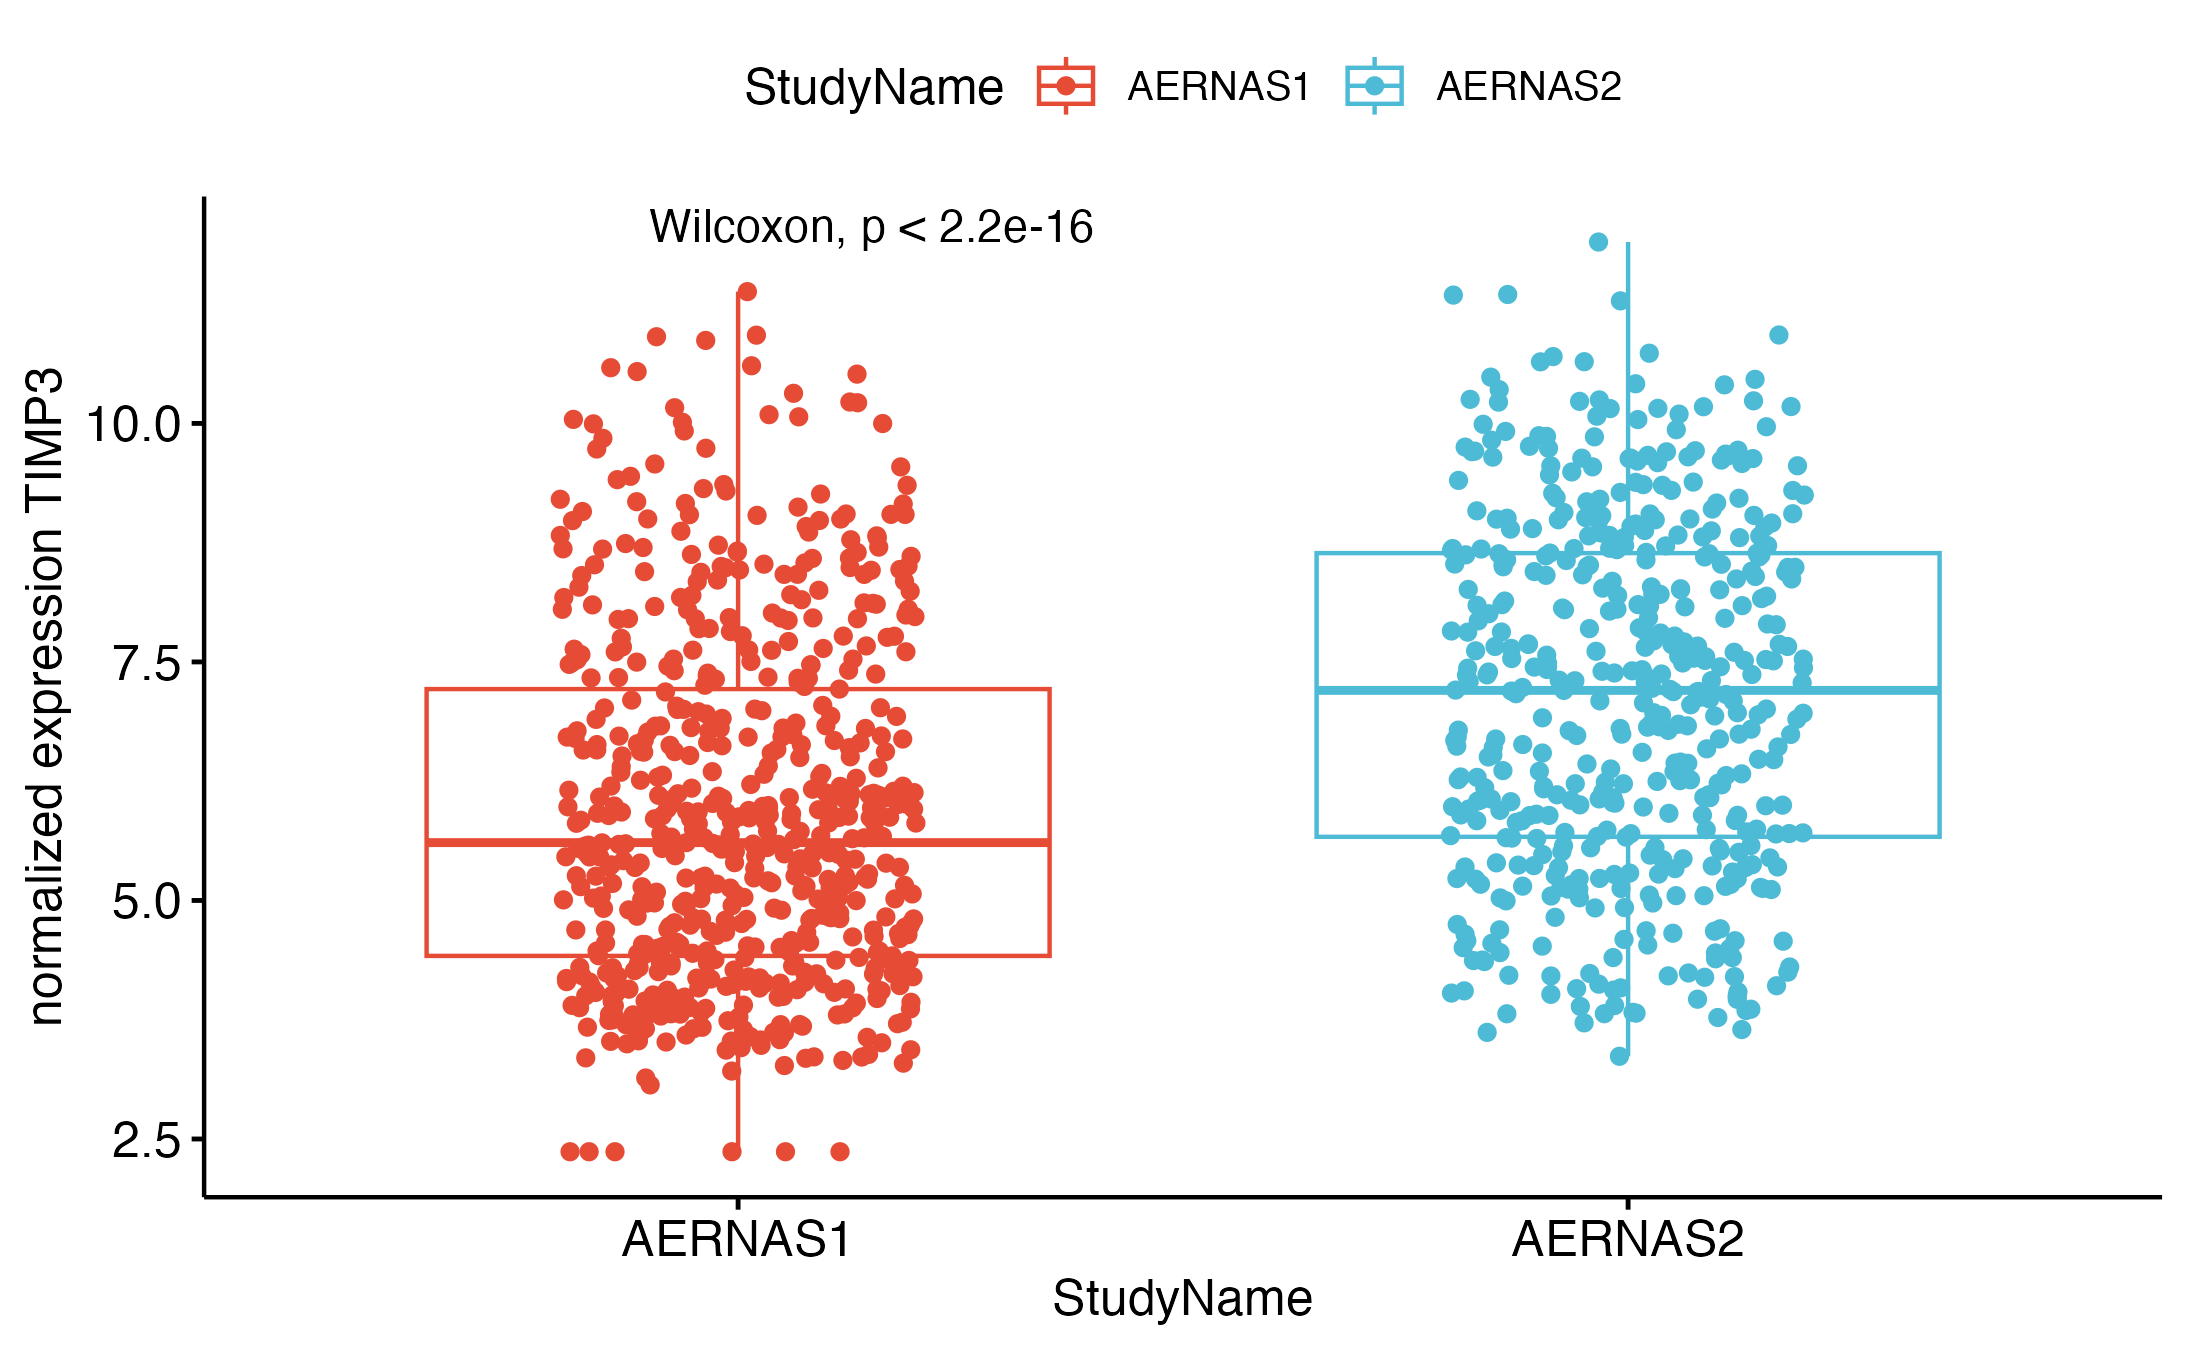 StudyName AERNAS1 AERNAS2
Wilcoxon, p < 2.2e-16
normalized expression TIMP3
10.0
7.5
5.0
2.5
AERNAS1 AERNAS2
StudyName